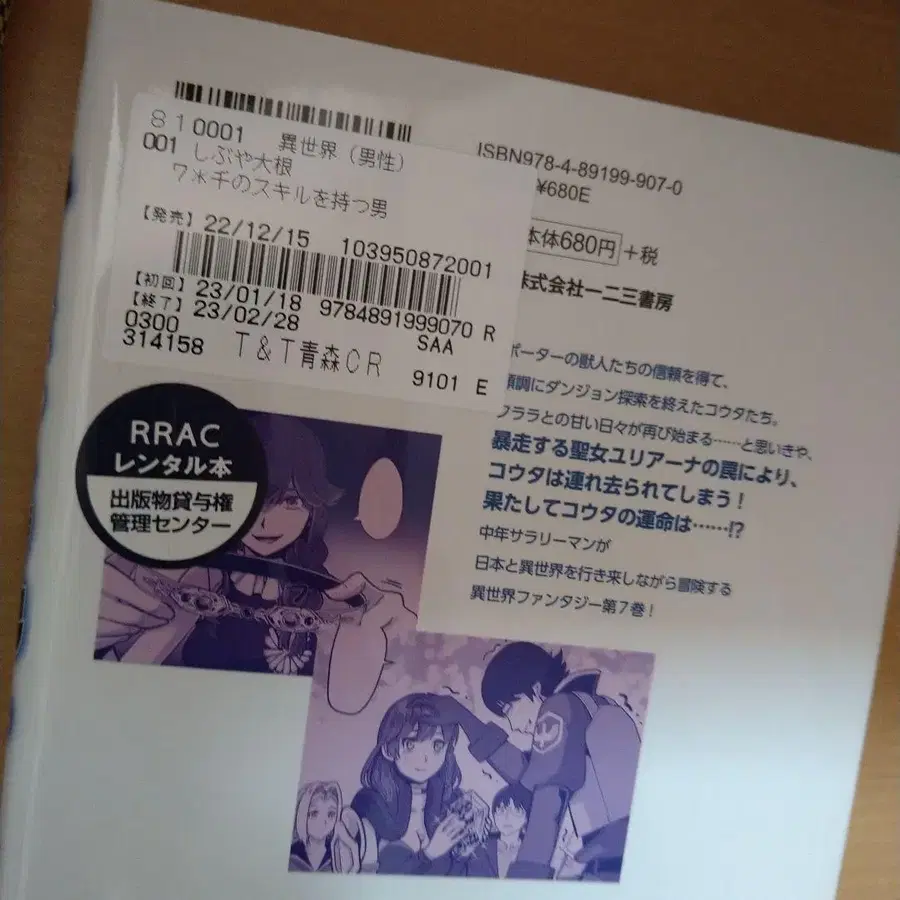 810001 異世界（男性）
001 しぶや大根
ワ*チのスキルを持つ男
【発売】 22/12/15 103950872001
【初回】 23/01/18 9784891999070 R
【終了】 23/02/28 SAA
0300
314158 T&T青森CR 9101 E
RRAC
レンタル本
出版物貸与権
管理センター
ISBN978-4-89199-907-0
¥680E
本体680円+税
株式会社一二三書房
ポーターの獣人たちの信頼を得て、
順調にダンジョン探索を終えたコウタたち。
フララとの甘い日々が再び始まる……と思いきや、
暴走する聖女ユリアーナの罠により、
コウタは連れ去られてしまう！
果たしてコウタの運命は……!?
中年サラリーマンが
日本と異世界を行き来しながら冒険する
異世界ファンタジー第7巻！